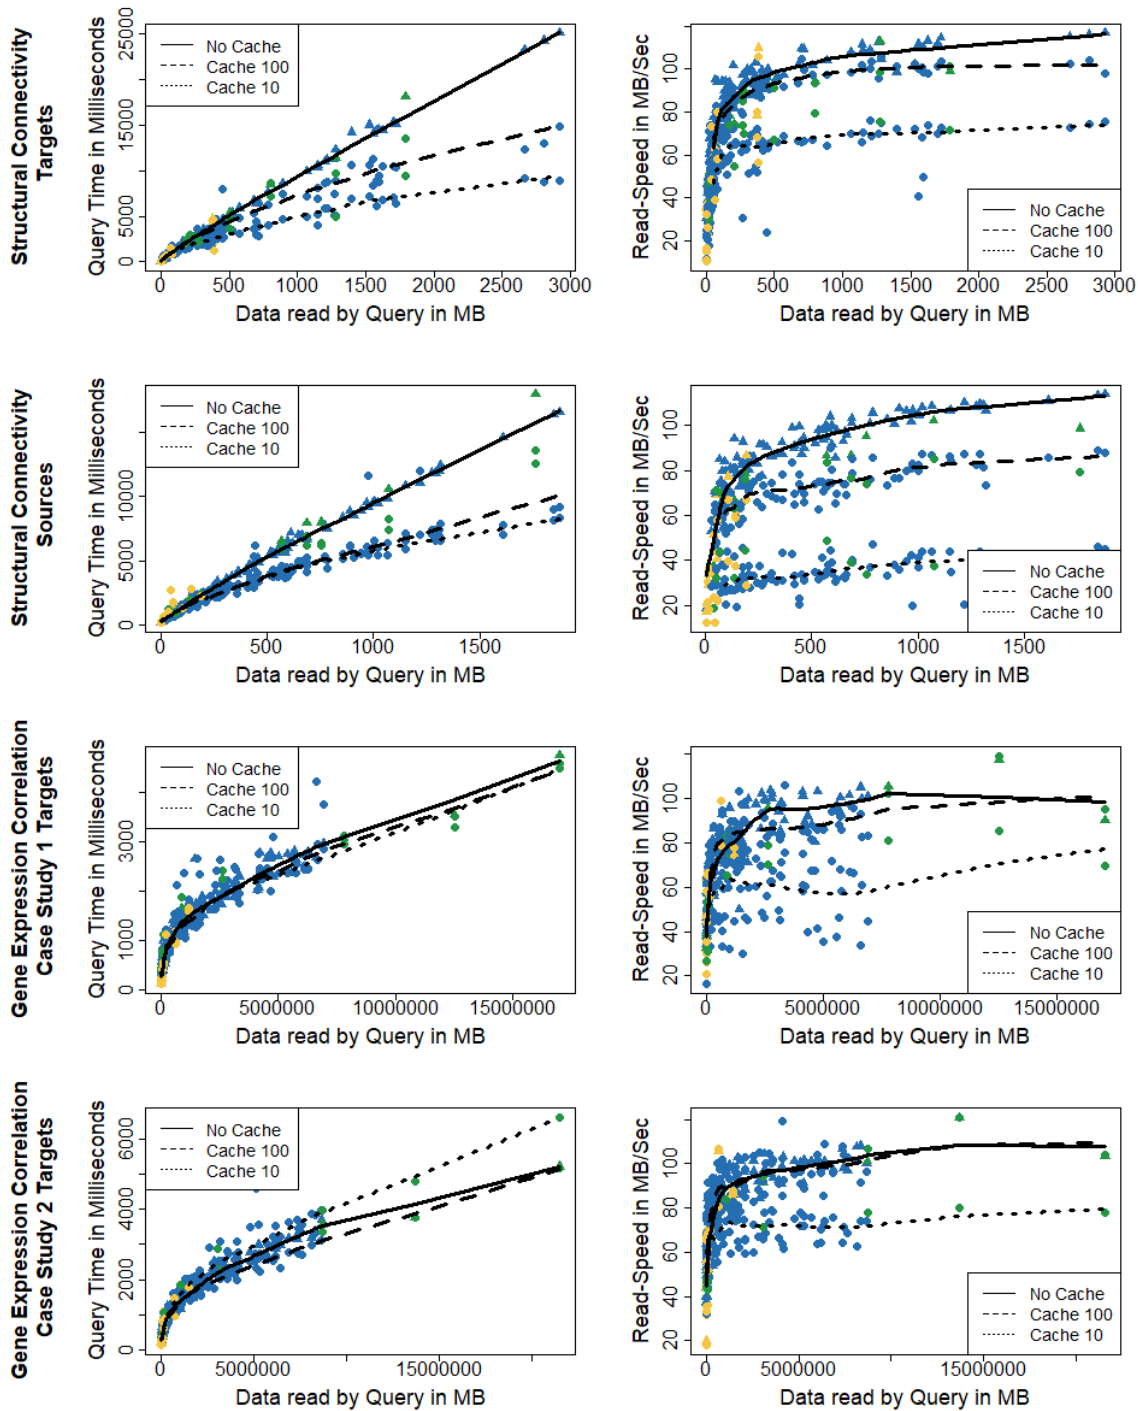 Structural Connectivity
Targets
Query Time in Milliseconds
0 5000 15000 25000
No Cache
Cache 100
Cache 10
0 500 1000 1500 2000 2500 3000
Data read by Query in MB
Read-Speed in MB/Sec
20 40 60 80 100
No Cache
Cache 100
Cache 10
0 500 1000 1500 2000 2500 3000
Data read by Query in MB
Structural Connectivity
Sources
Query Time in Milliseconds
0 5000 10000
No Cache
Cache 100
Cache 10
0 500 1000 1500
Data read by Query in MB
Read-Speed in MB/Sec
20 40 60 80 100
No Cache
Cache 100
Cache 10
0 500 1000 1500
Data read by Query in MB
Gene Expression Correlation
Case Study 1 Targets
Query Time in Milliseconds
0 1000 3000
No Cache
Cache 100
Cache 10
0 50000000 10000000 15000000
Data read by Query in MB
Read-Speed in MB/Sec
20 40 60 80 100
No Cache
Cache 100
Cache 10
0 50000000 10000000 15000000
Data read by Query in MB
Gene Expression Correlation
Case Study 2 Targets
Query Time in Milliseconds
0 2000 4000 6000
No Cache
Cache 100
Cache 10
0 50000000 15000000
Data read by Query in MB
Read-Speed in MB/Sec
20 40 60 80 100
No Cache
Cache 100
Cache 10
0 50000000 150000000
Data read by Query in MB